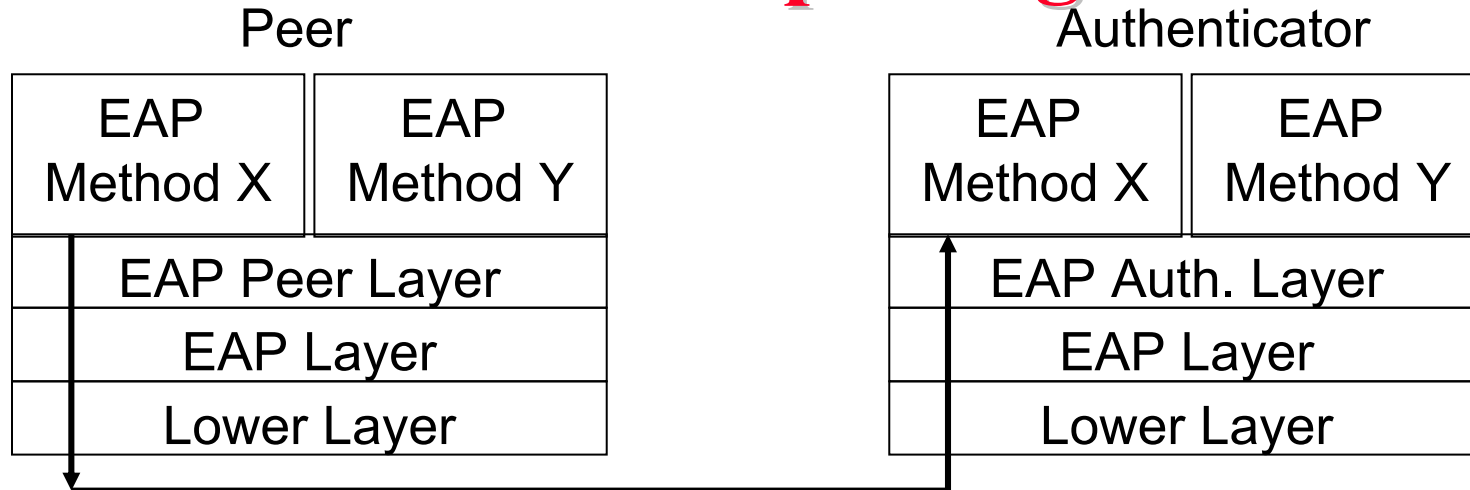 Peer
Authenticator
EAP
Method X
EAP
Method Y
EAP
Method X
EAP
Method Y
EAP Peer Layer
EAP Auth. Layer
EAP Layer
EAP Layer
Lower Layer
Lower Layer